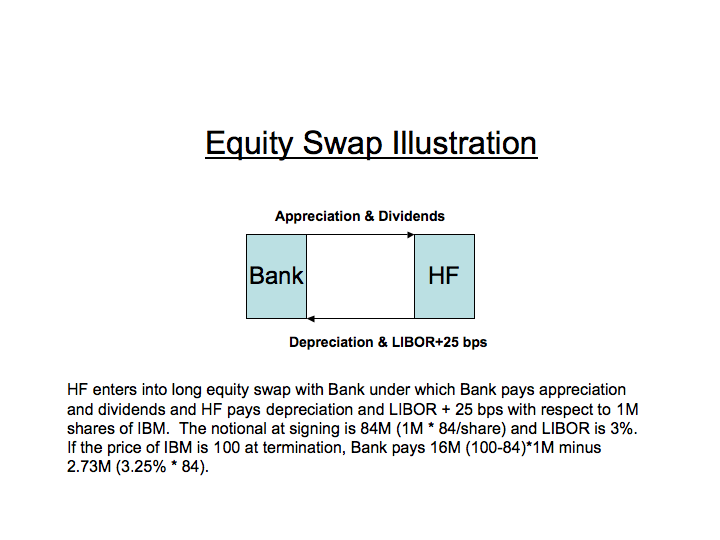 Equity Swap Illustration
Appreciation & Dividends
Bank
HF
Depreciation & LIBOR+25 bps
HF enters into long equity swap with Bank under which Bank pays appreciation
and dividends and HF pays depreciation and LIBOR + 25 bps with respect to 1M
shares of IBM.  The notional at signing is 84M (1M * 84/share) and LIBOR is 3%.
If the price of IBM is 100 at termination, Bank pays 16M (100-84)*1M minus
2.73M (3.25% * 84).